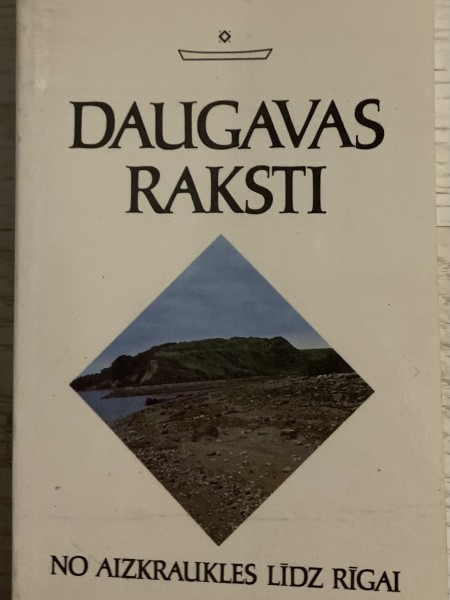 DAUGAVAS
RAKSTI
NO AIZKRAUKLES LĪDZ RĪGAI